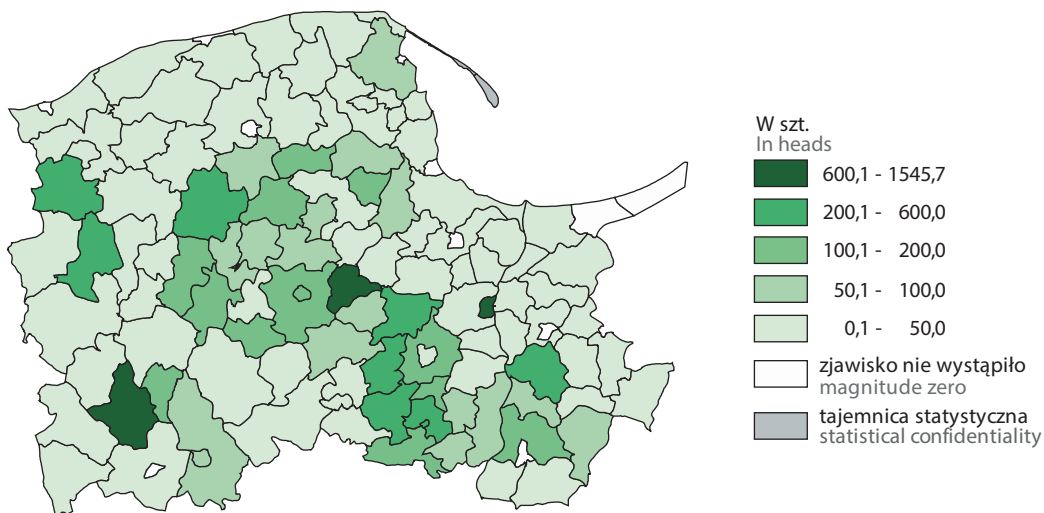 W szt.
In heads
600,1 - 1545,7
200,1 - 600,0
100,1 - 200,0
50,1 - 100,0
0,1 - 50,0
zjawisko nie wystąpiło
magnitude zero
tajemnica statystyczna
statistical confidentiality